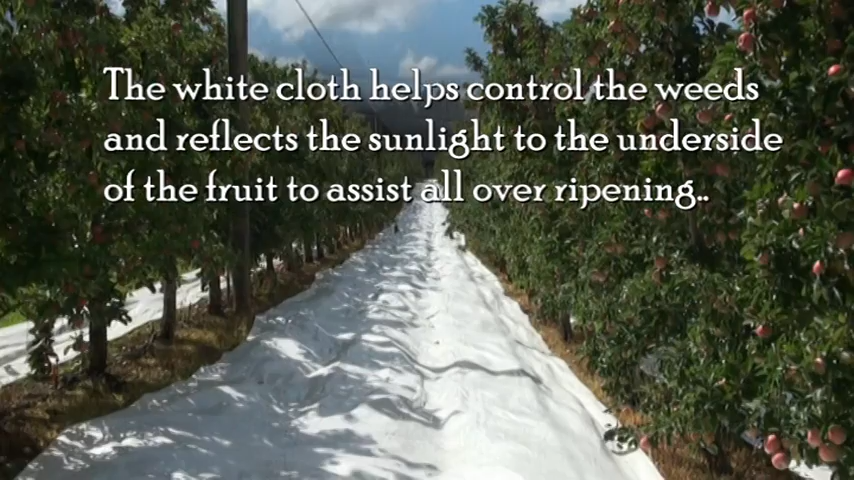 The white cloth helps control the weeds
and reflects the sunlight to the underside
of the fruit to assist all over ripening..